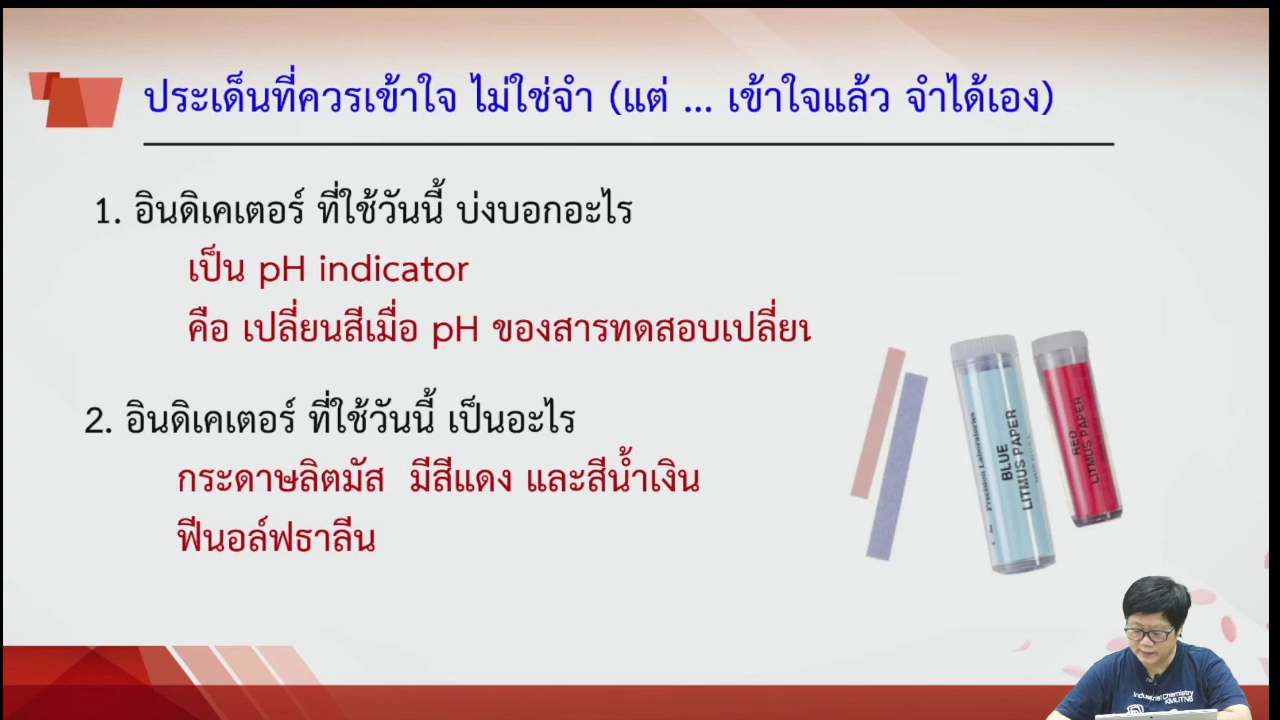 ประเด็นที่ควรเข้าใจ ไม่ใช่จำ (แต่ ... เข้าใจแล้ว จำได้เอง)
1. อินดิเคเตอร์ ที่ใช้วันนี้ บ่งบอกอะไร
เป็น pH indicator
คือ เปลี่ยนสีเมื่อ pH ของสารทดสอบเปลี่ยน
2. อินดิเคเตอร์ ที่ใช้วันนี้ เป็นอะไร
กระดาษลิตมัส มีสีแดง และสีน้ำเงิน
ฟีนอล์ฟธาลีน
Precision Laboratories
BLUE
LITMUS PAPER
RED
LITMUS PAPER
Industrial Chemistry
KMUTNB